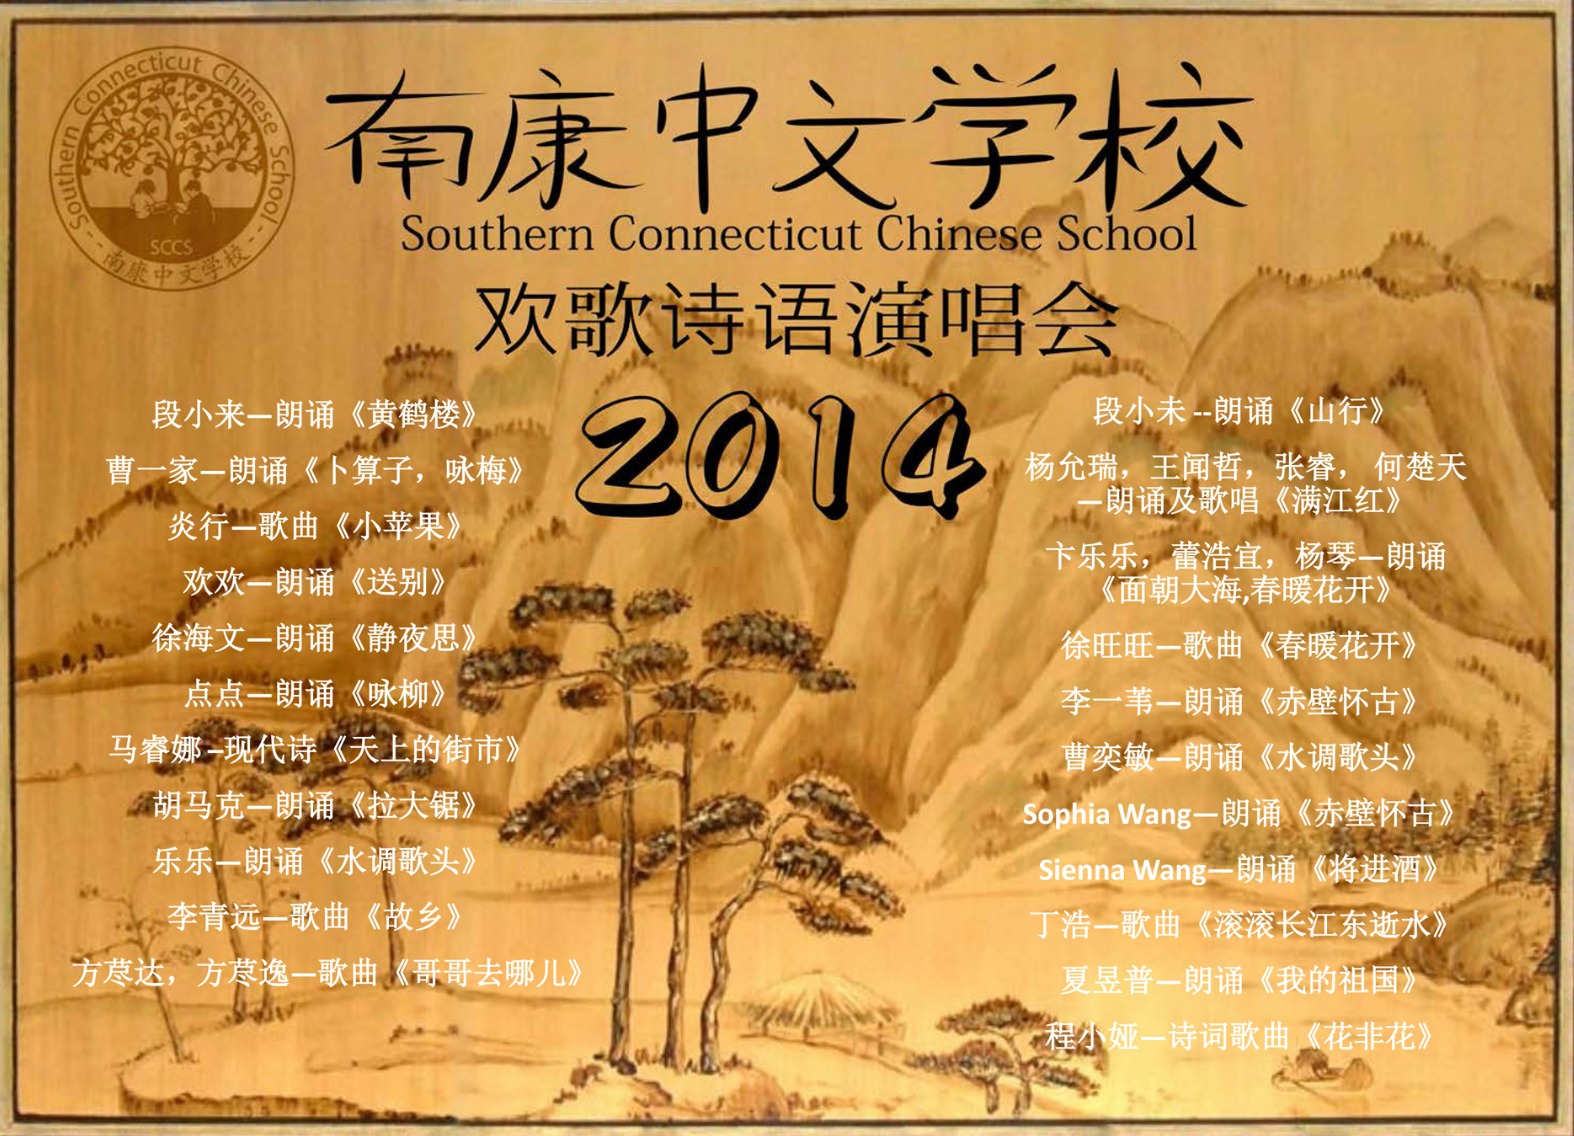 Southern Connecticut Chinese School
SCCS
南康中文学校
南康中文学校
Southern Connecticut Chinese School
欢歌诗语演唱会
2014
段小来—朗诵《黄鹤楼》
曹一家—朗诵《卜算子，咏梅》
炎行—歌曲《小苹果》
欢欢—朗诵《送别》
徐海文—朗诵《静夜思》
点点—朗诵《咏柳》
马睿娜–现代诗《天上的街市》
胡马克—朗诵《拉大锯》
乐乐—朗诵《水调歌头》
李青远—歌曲《故乡》
方荩达，方荩逸—歌曲《哥哥去哪儿》
段小未 --朗诵《山行》
杨允瑞，王闻哲，张睿， 何楚天
—朗诵及歌唱《满江红》
卞乐乐，蕾浩宜，杨琴—朗诵
《面朝大海,春暖花开》
徐旺旺—歌曲《春暖花开》
李一苇—朗诵《赤壁怀古》
曹奕敏—朗诵《水调歌头》
Sophia Wang—朗诵《赤壁怀古》
Sienna Wang—朗诵《将进酒》
丁浩—歌曲《滚滚长江东逝水》
夏昱普—朗诵《我的祖国》
程小娅—诗词歌曲《花非花》